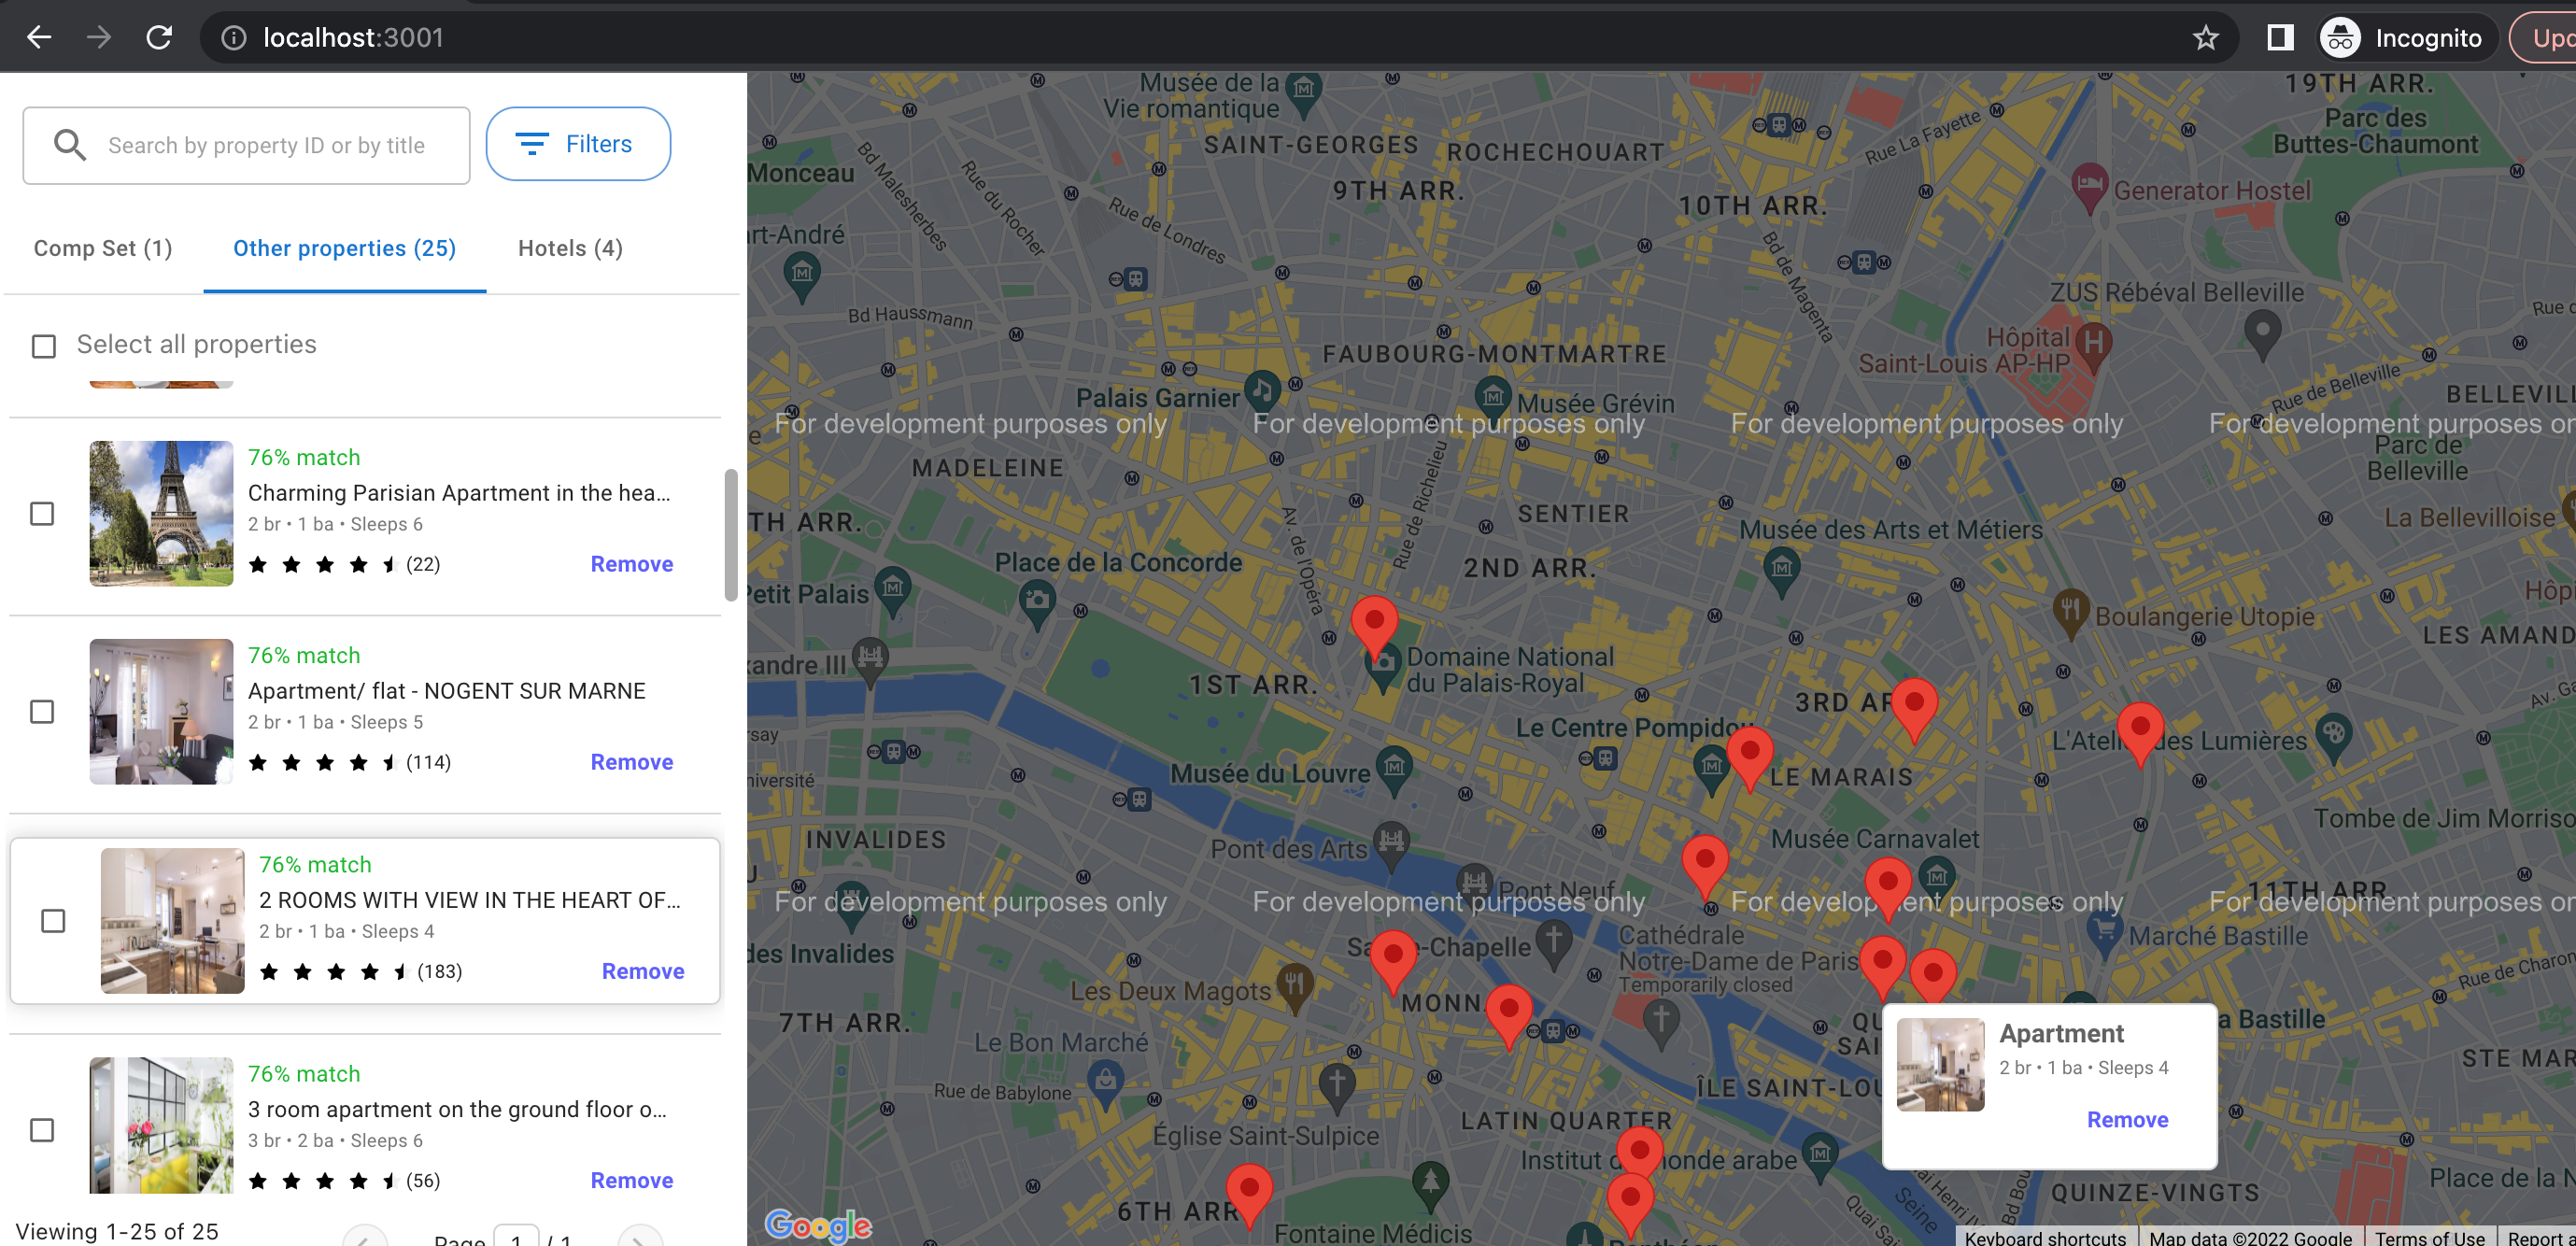 localhost:3001
Incognito
Search by property ID or by title
Filters
Comp Set (1)
Other properties (25)
Hotels (4)
Select all properties
76% match
Charming Parisian Apartment in the hea...
2 br • 1 ba • Sleeps 6
(22)
Remove
76% match
Apartment/ flat - NOGENT SUR MARNE
2 br • 1 ba • Sleeps 5
(114)
Remove
76% match
2 ROOMS WITH VIEW IN THE HEART OF...
2 br • 1 ba • Sleeps 4
(183)
Remove
76% match
3 room apartment on the ground floor o...
3 br • 2 ba • Sleeps 6
(56)
Remove
Viewing 1-25 of 25
Page 1 / 1
Musée de la
Vie romantique
SAINT-GEORGES
ROCHECHOUART
9TH ARR.
10TH ARR.
19TH ARR.
Parc des
Buttes-Chaumont
Rue La Fayette
Monceau
Bd Malesherbes
Rue du Rocher
Rue de Londres
Generator Hostel
rt-André
Bd de Magenta
ZUS Rébéval Belleville
Bd Haussmann
Hôpital
Saint-Louis AP-HP
FAUBOURG-MONTMARTRE
Rue de Belleville
Palais Garnier
Musée Grévin
For development purposes only
For development purposes only
For development purposes only
For development purposes or
Parc de
Belleville
MADELEINE
Rue de Richelieu
Av. de l'Opéra
SENTIER
TH ARR.
La Bellevilloise
Musée des Arts et Métiers
Place de la Concorde
2ND ARR.
Petit Palais
Boulangerie Utopie
LES AMAND
xandre III
Domaine National
du Palais-Royal
1ST ARR.
3RD AR
Le Centre Pompidou
L'Atelier des Lumières
Musée du Louvre
LE MARAIS
Tombe de Jim Morriso
INVALIDES
Pont des Arts
Musée Carnavalet
Pont Neuf
11TH ARR.
For development purposes only
For development purposes only
For development purposes only
For development purposes or
des Invalides
Sa e-Chapelle
Cathédrale
Notre-Dame de Paris
Temporarily closed
Marché Bastille
Rue de Charon
Les Deux Magots
MONN
7TH ARR.
a Bastille
Le Bon Marché
STE MAR
Rue de Babylone
ÎLE SAINT-LOU
Apartment
2 br • 1 ba • Sleeps 4
Remove
LATIN QUARTER
Église Saint-Sulpice
Institut du monde arabe
QUINZE-VINGTS
Place de la N
6TH ARR
Fontaine Médicis
Seine
Google
Keyboard shortcuts
Map data ©2022 Google
Terms of Use
Report a